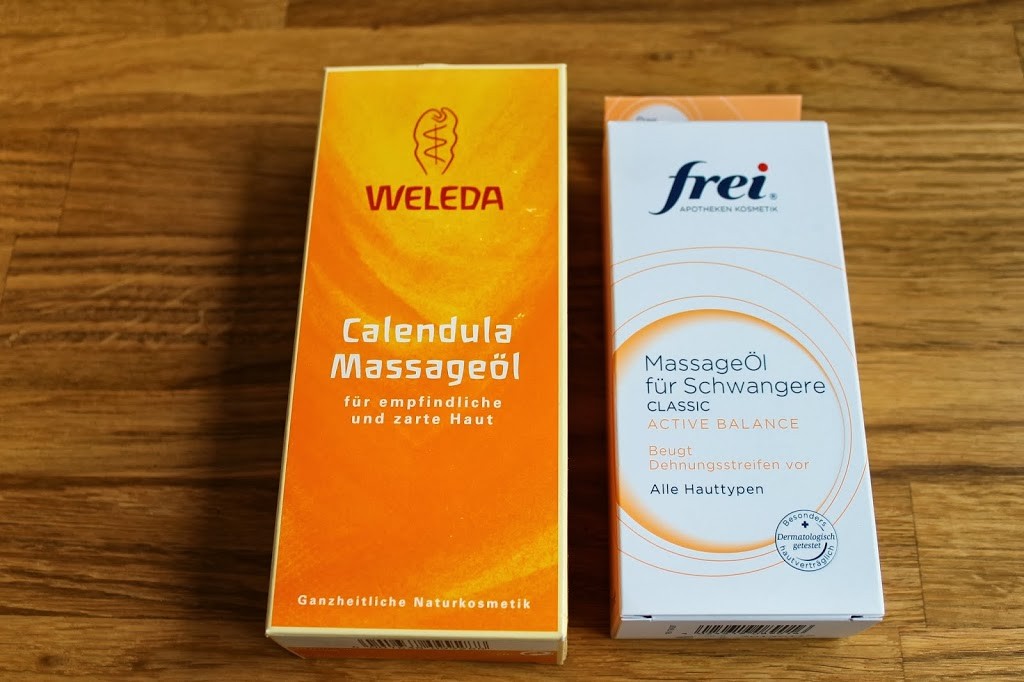 WELEDA
Calendula
Massageöl
für empfindliche
und zarte Haut
Ganzheitliche Naturkosmetik
frei®
APOTHEKEN KOSMETIK
MassageÖl
für Schwangere
CLASSIC
ACTIVE BALANCE
Beugt
Dehnungsstreifen vor
Alle Hauttypen
Besonders
Dermatologisch
getestet
hautverträglich